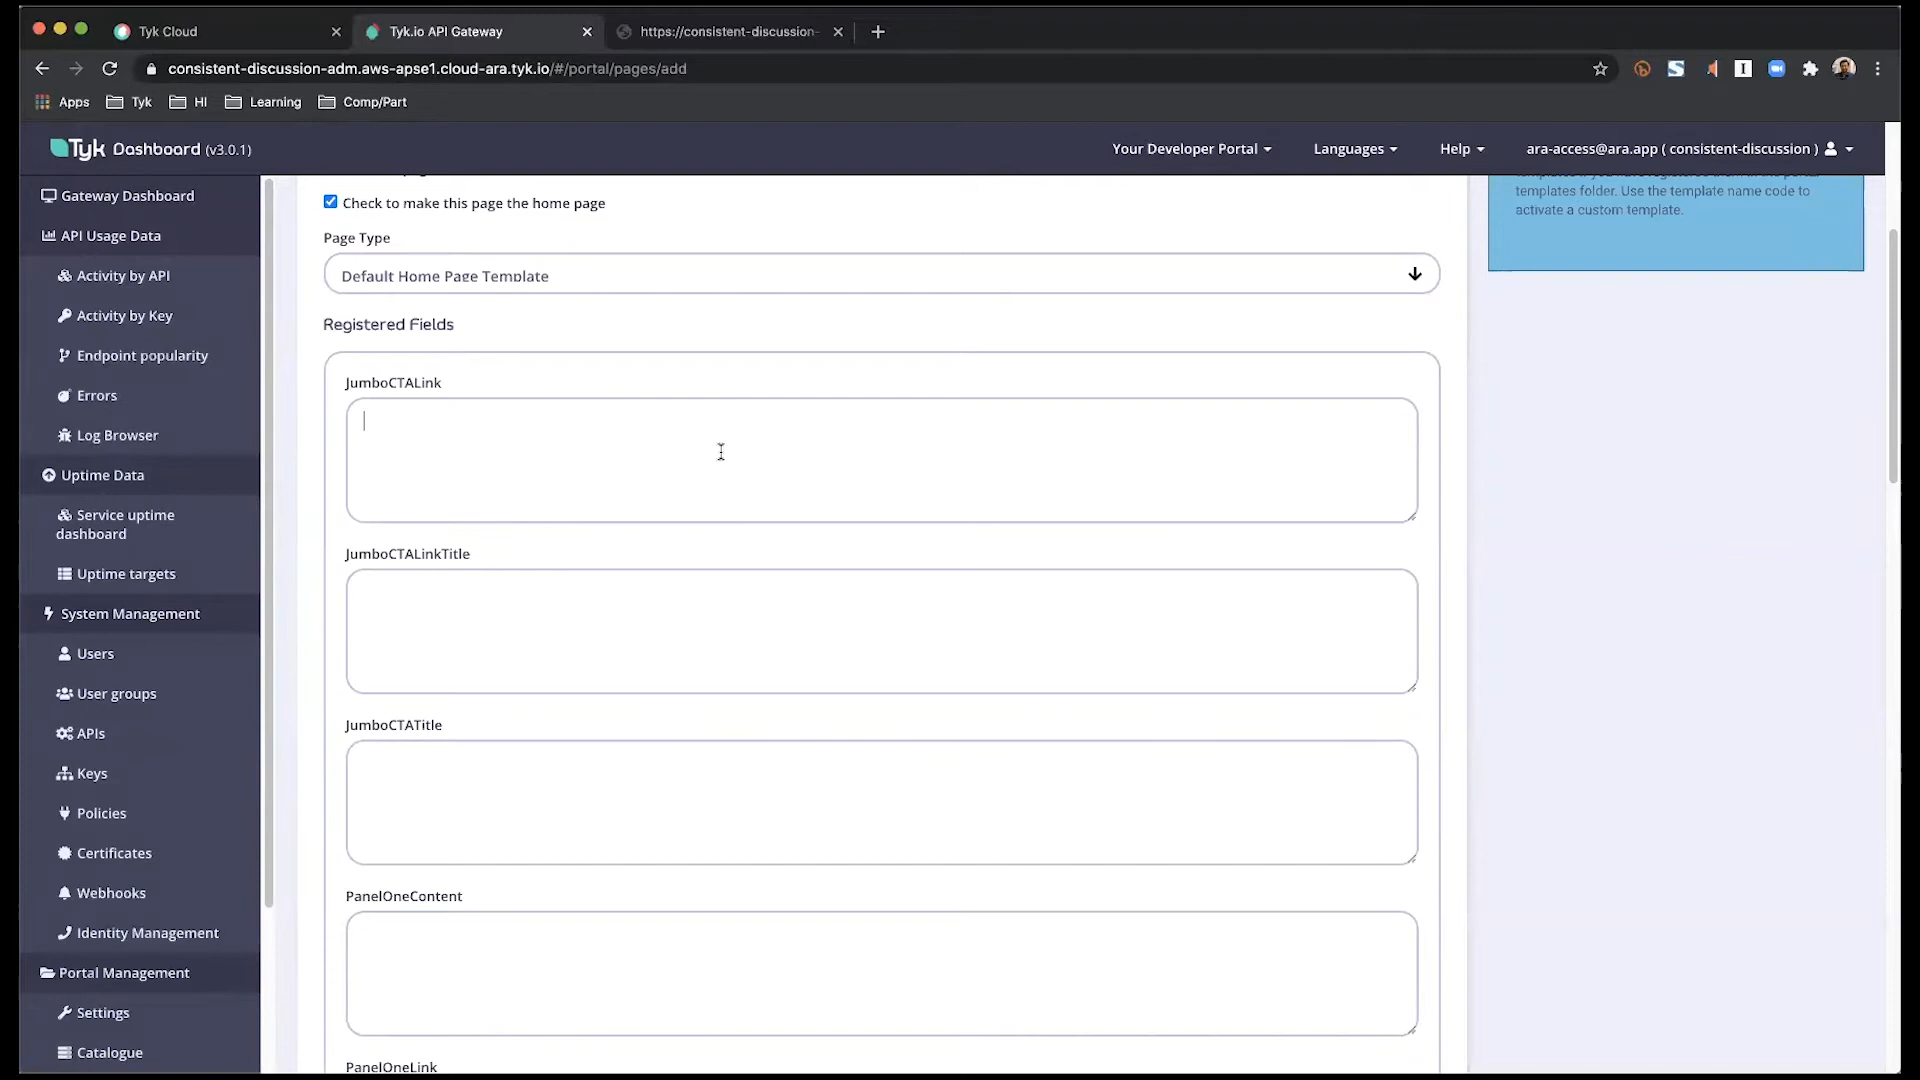 Tyk Cloud
Tyk.io API Gateway
https://consistent-discussion-
consistent-discussion-adm.aws-apse1.cloud-ara.tyk.io/#/portal/pages/add
Apps
Tyk
HI
Learning
Comp/Part
Tyk Dashboard (v3.0.1)
Your Developer Portal
Languages
Help
ara-access@ara.app ( consistent-discussion )
Gateway Dashboard
API Usage Data
Activity by API
Activity by Key
Endpoint popularity
Errors
Log Browser
Uptime Data
Service uptime
dashboard
Uptime targets
System Management
Users
User groups
APIs
Keys
Policies
Certificates
Webhooks
Identity Management
Portal Management
Settings
Catalogue
Check to make this page the home page
Page Type
Default Home Page Template
Registered Fields
JumboCTALink
JumboCTALinkTitle
JumboCTATitle
PanelOneContent
PanelOneLink
templates folder. Use the template name code to
activate a custom template.